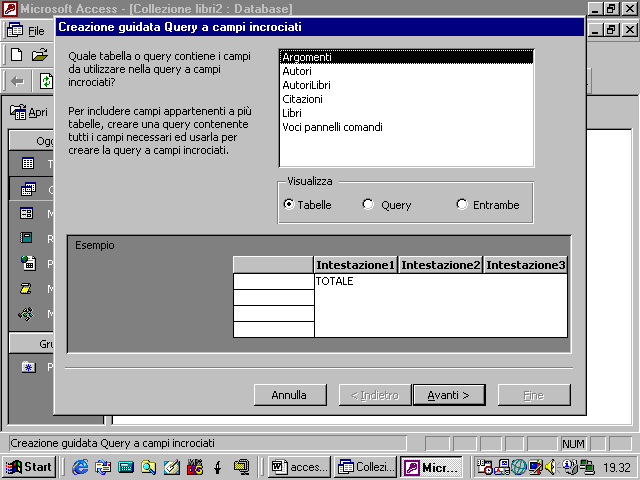 Microsoft Access - [Collezione libri2 : Database]
File
Creazione guidata Query a campi incrociati
Quale tabella o query contiene i campi
da utilizzare nella query a campi
incrociati?
Per includere campi appartenenti a più
tabelle, creare una query contenente
tutti i campi necessari ed usarla per
creare la query a campi incrociati.
Argomenti
Autori
AutoriLibri
Citazioni
Libri
Voci pannelli comandi
Visualizza
Tabelle Query Entrambe
Apri
Ogg
T
Q
M
R
P
M
M
Gru
P
Esempio
Intestazione1 Intestazione2 Intestazione3
TOTALE
Annulla < Indietro Avanti > Fine
Creazione guidata Query a campi incrociati NUM
Start acces... Collezi... Micr... 19.32